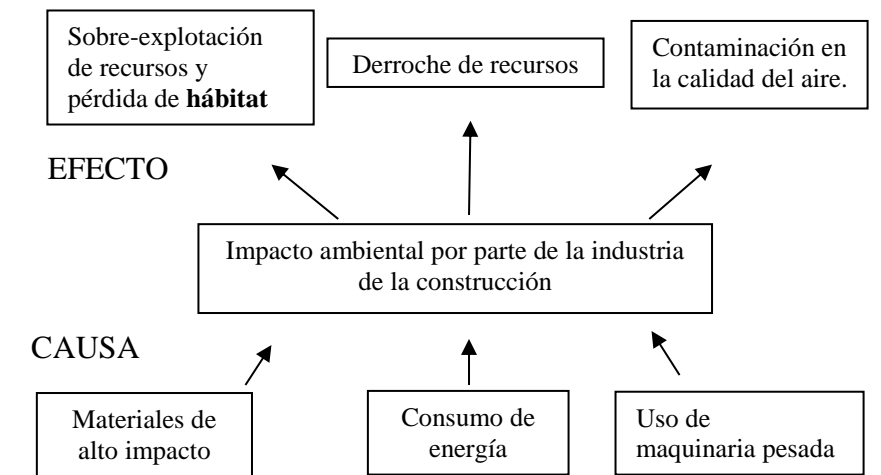 Sobre-explotación
de recursos y
pérdida de hábitat
Derroche de recursos
Contaminación en
la calidad del aire.
EFECTO
Impacto ambiental por parte de la industria
de la construcción
CAUSA
Materiales de
alto impacto
Consumo de
energía
Uso de
maquinaria pesada